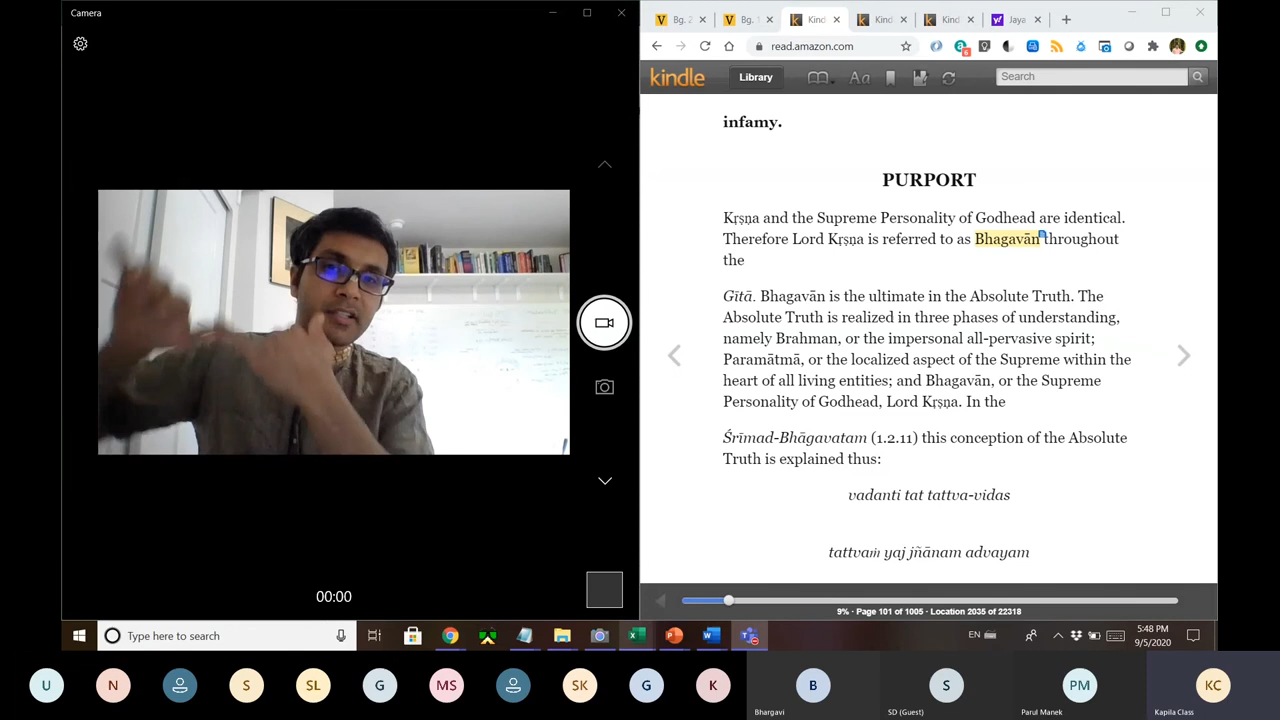 Camera
00:00
Bg. 2
Bg. 1
Kind
Kind
Kind
Jaya
read.amazon.com
6
kindle
Library
Aa
Search
infamy.
PURPORT
Kṛṣṇa and the Supreme Personality of Godhead are identical.
Therefore Lord Kṛṣṇa is referred to as Bhagavān throughout
the
Gītā. Bhagavān is the ultimate in the Absolute Truth. The
Absolute Truth is realized in three phases of understanding,
namely Brahman, or the impersonal all-pervasive spirit;
Paramātmā, or the localized aspect of the Supreme within the
heart of all living entities; and Bhagavān, or the Supreme
Personality of Godhead, Lord Kṛṣṇa. In the
Śrīmad-Bhāgavatam (1.2.11) this conception of the Absolute
Truth is explained thus:
vadanti tat tattva-vidas
tattvaṁ yaj jñānam advayam
9% · Page 101 of 1005 · Location 2035 of 22318
Type here to search
EN
5:48 PM
9/5/2020
U
N
S
SL
G
MS
SK
G
K
B
S
PM
KC
Bhargavi
SD (Guest)
Parul Manek
Kapila Class